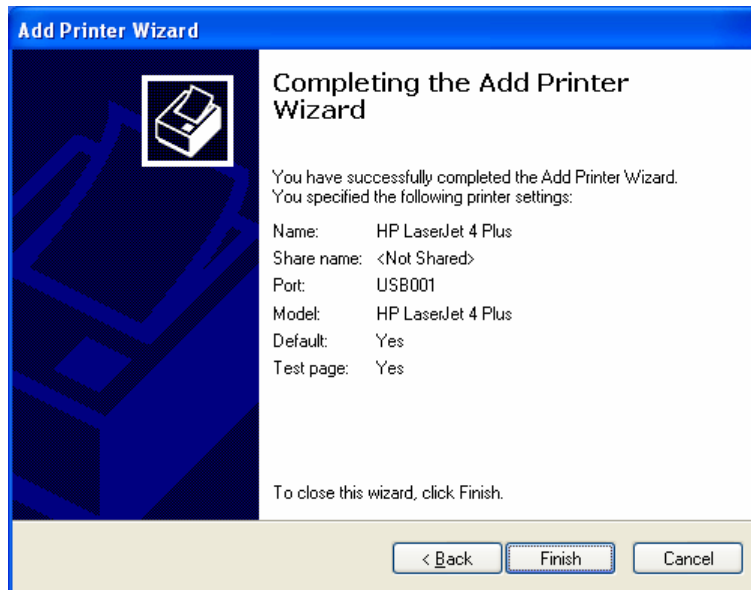 Add Printer Wizard
Completing the Add Printer
Wizard
You have successfully completed the Add Printer Wizard.
You specified the following printer settings:
Name: HP LaserJet 4 Plus
Share name: <Not Shared>
Port: USB001
Model: HP LaserJet 4 Plus
Default: Yes
Test page: Yes
To close this wizard, click Finish.
< Back Finish Cancel